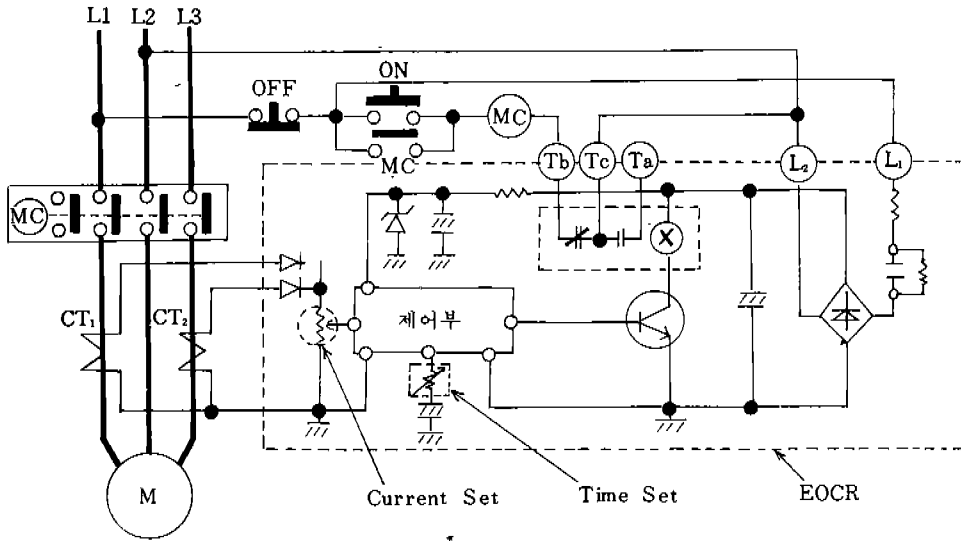 L1 L2 L3
OFF
ON
MC
MC
Tb Tc Ta
L₂
L₁
MC
X
CT₁
CT₂
제어부
M
Current Set
Time Set
EOCR